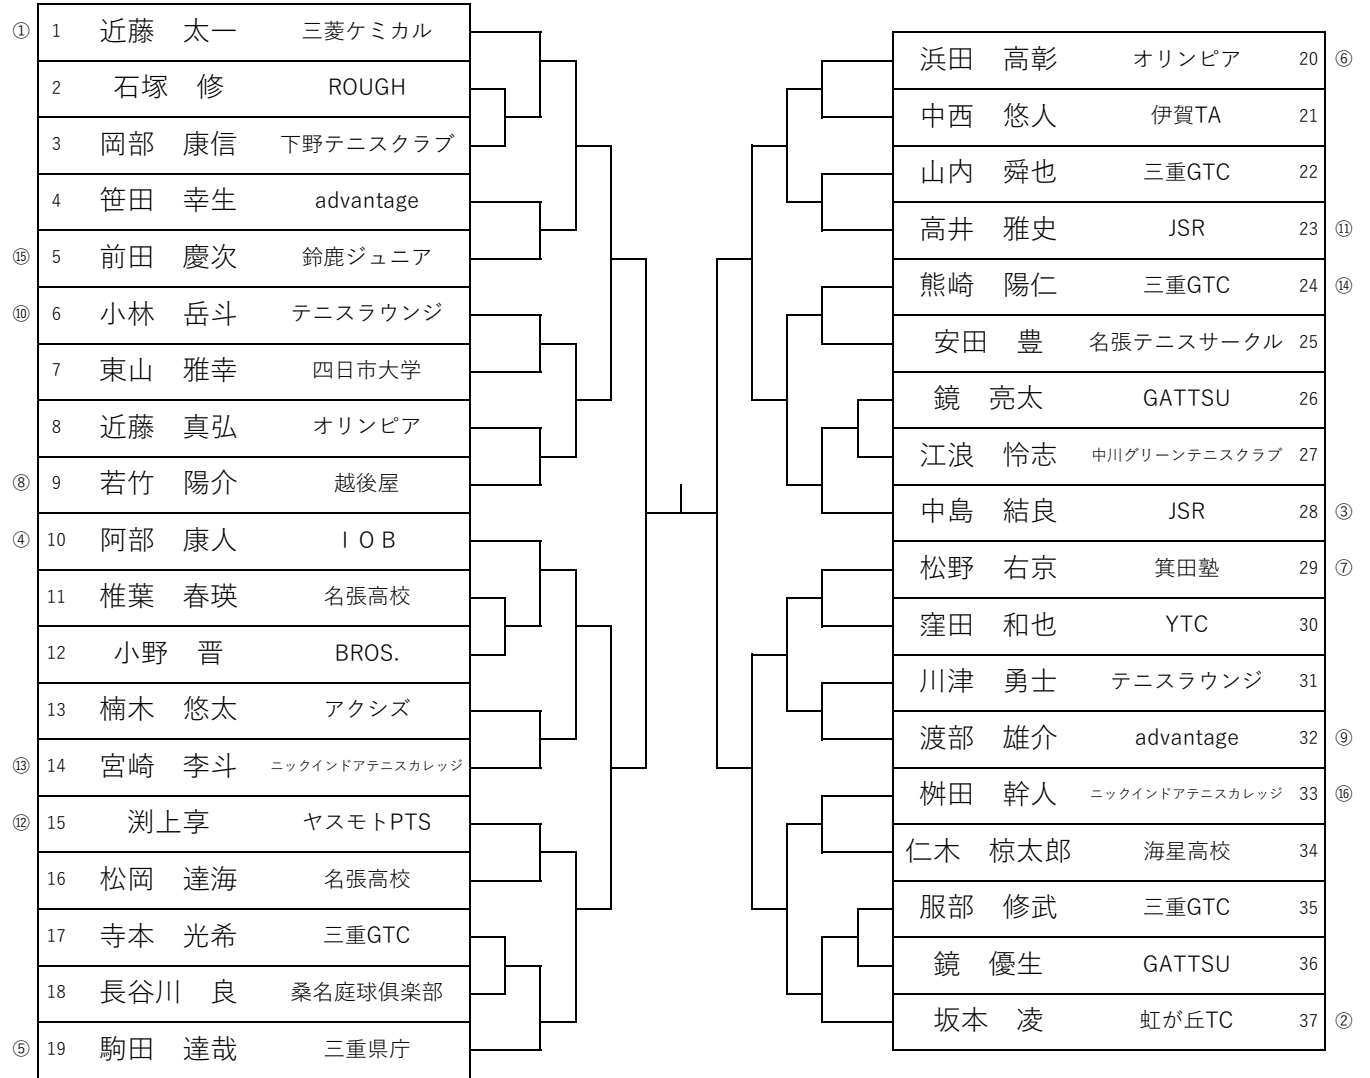 ① 1 近藤　太一 三菱ケミカル
2 石塚　修 ROUGH
3 岡部　康信 下野テニスクラブ
4 笹田　幸生 advantage
⑮ 5 前田　慶次 鈴鹿ジュニア
⑩ 6 小林　岳斗 テニスラウンジ
7 東山　雅幸 四日市大学
8 近藤　真弘 オリンピア
⑧ 9 若竹　陽介 越後屋
④ 10 阿部　康人 ＩＯＢ
11 椎葉　春瑛 名張高校
12 小野　晋 BROS.
13 楠木　悠太 アクシズ
⑬ 14 宮崎　李斗 ニックインドアテニスカレッジ
⑫ 15 渕上享 ヤスモトPTS
16 松岡　達海 名張高校
17 寺本　光希 三重GTC
18 長谷川　良 桑名庭球倶楽部
⑤ 19 駒田　達哉 三重県庁
浜田　高彰 オリンピア 20 ⑥
中西　悠人 伊賀TA 21
山内　舜也 三重GTC 22
高井　雅史 JSR 23 ⑪
熊崎　陽仁 三重GTC 24 ⑭
安田　豊 名張テニスサークル 25
鏡　亮太 GATTSU 26
江浪　怜志 中川グリーンテニスクラブ 27
中島　結良 JSR 28 ③
松野　右京 箕田塾 29 ⑦
窪田　和也 YTC 30
川津　勇士 テニスラウンジ 31
渡部　雄介 advantage 32 ⑨
桝田　幹人 ニックインドアテニスカレッジ 33 ⑯
仁木　椋太郎 海星高校 34
服部　修武 三重GTC 35
鏡　優生 GATTSU 36
坂本　凌 虹が丘TC 37 ②